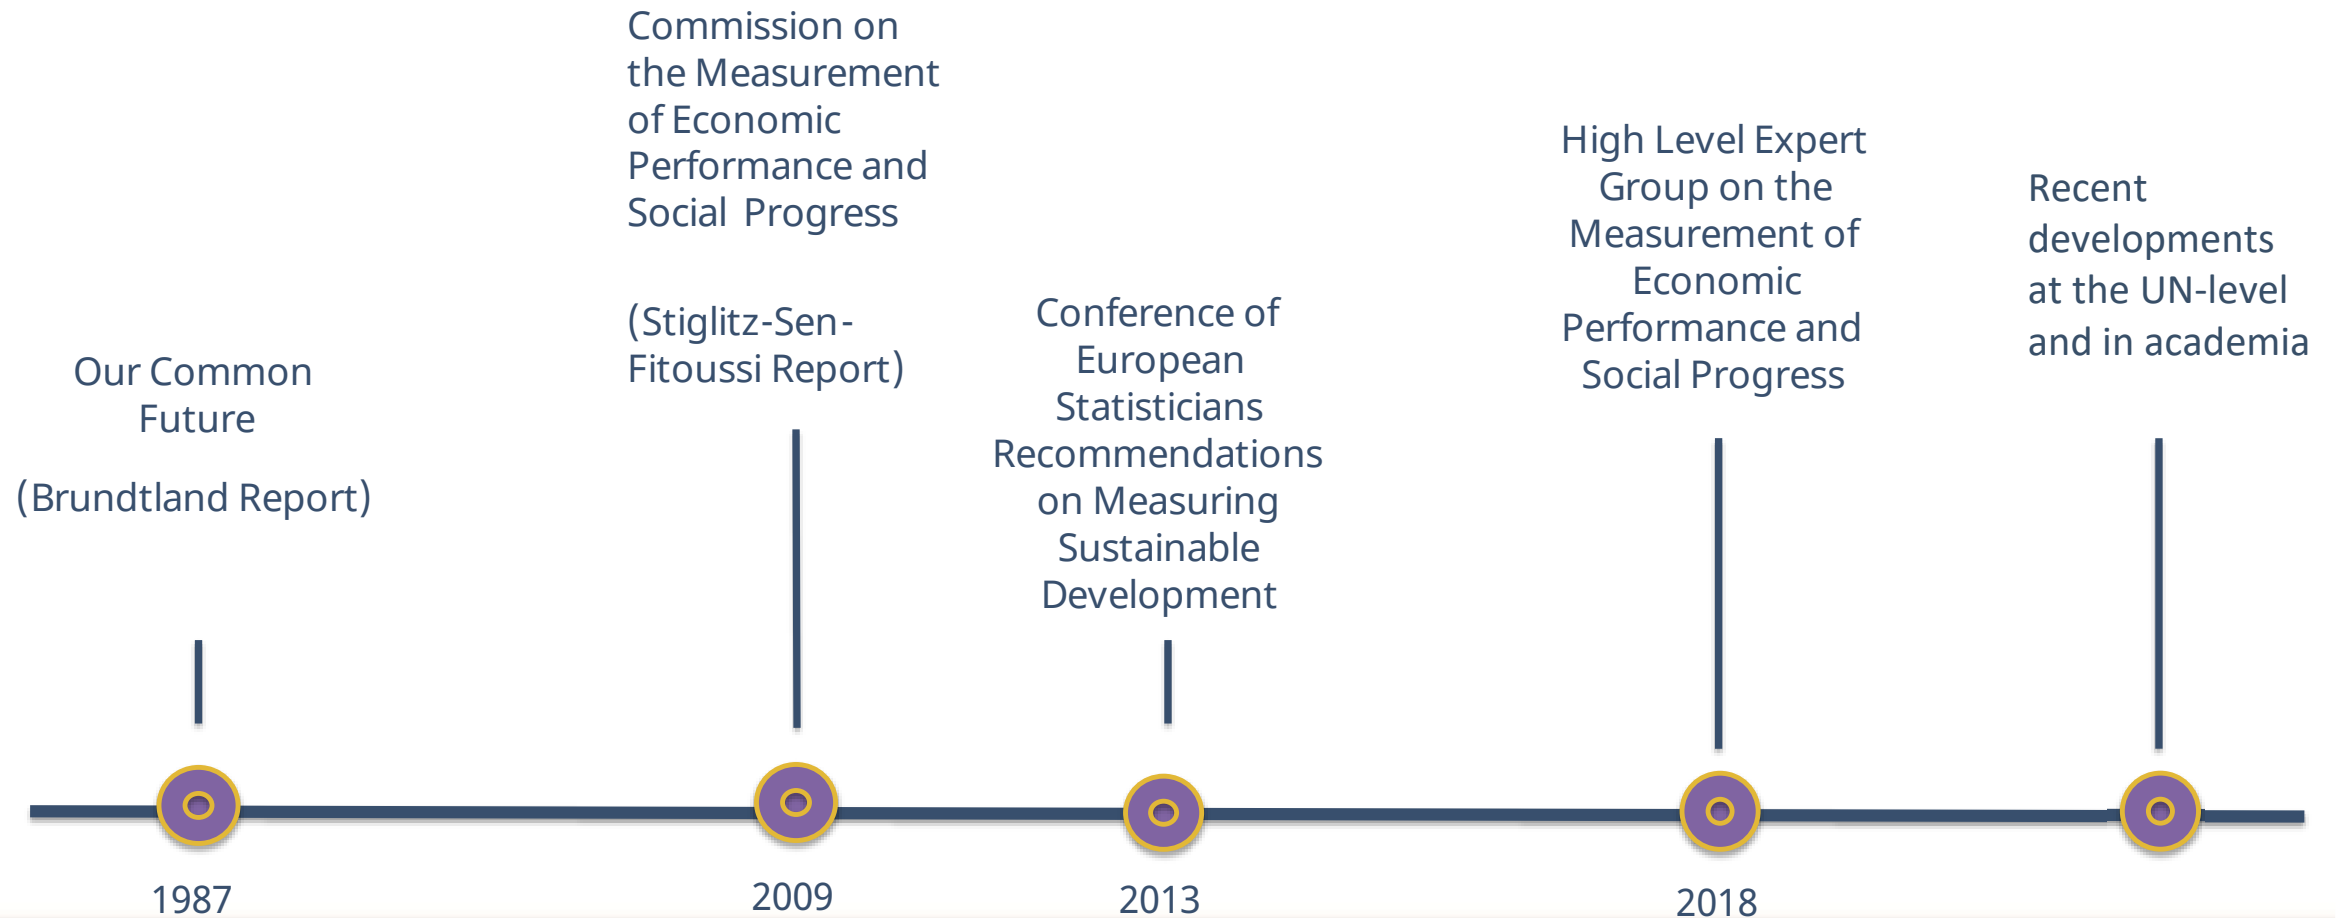 Our Common
Future
(Brundtland Report)
1987
Commission on
the Measurement
of Economic
Performance and
Social Progress
(Stiglitz-Sen-
Fitoussi Report)
2009
Conference of
European
Statisticians
Recommendations
on Measuring
Sustainable
Development
2013
High Level Expert
Group on the
Measurement of
Economic
Performance and
Social Progress
2018
Recent
developments
at the UN-level
and in academia